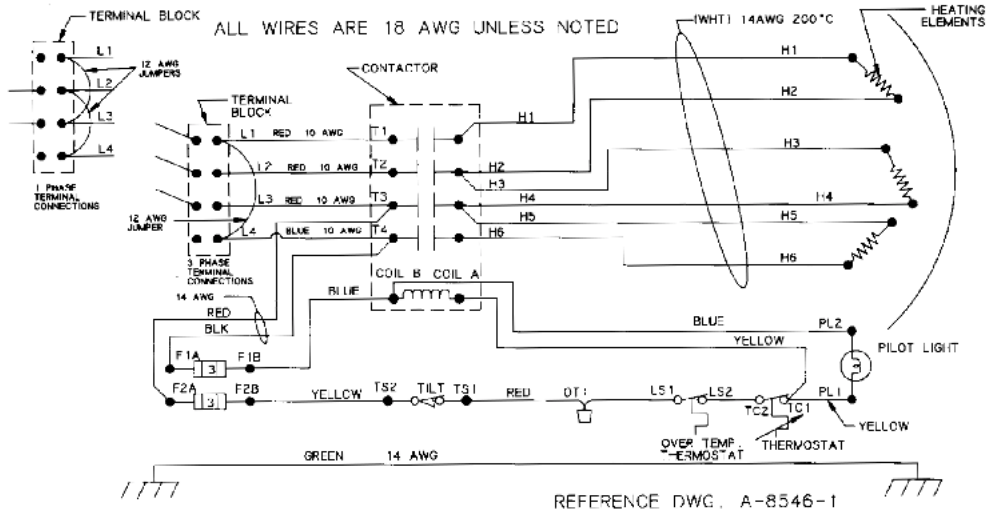 TERMINAL BLOCK
ALL WIRES ARE 18 AWG UNLESS NOTED
(WHT) 14AWG 200°C
HEATING
ELEMENTS
L1
12 AWG
JUMPERS
L2
L3
L4
1 PHASE
TERMINAL
CONNECTIONS
TERMINAL
BLOCK
CONTACTOR
H1
H1
H2
H2
H3
H3
H4
H4
H5
H5
H6
H6
L1 RED 10 AWG T1
L2 RED 10 AWG T2
L3 RED 10 AWG T3
L4 BLUE 10 AWG T4
12 AWG
JUMPER
3 PHASE
TERMINAL
CONNECTIONS
COIL B COIL A
14 AWG
BLUE
RED
BLK
BLUE
PL2
YELLOW
PILOT LIGHT
F1A 3 F1B
F2A 3 F2B
YELLOW
TS2 TILT TS1
RED
OT1
LS1 LS2
TC2 TC1
PL1
YELLOW
OVER TEMP.
THERMOSTAT
THERMOSTAT
GREEN 14 AWG
REFERENCE DWG. A-8546-1